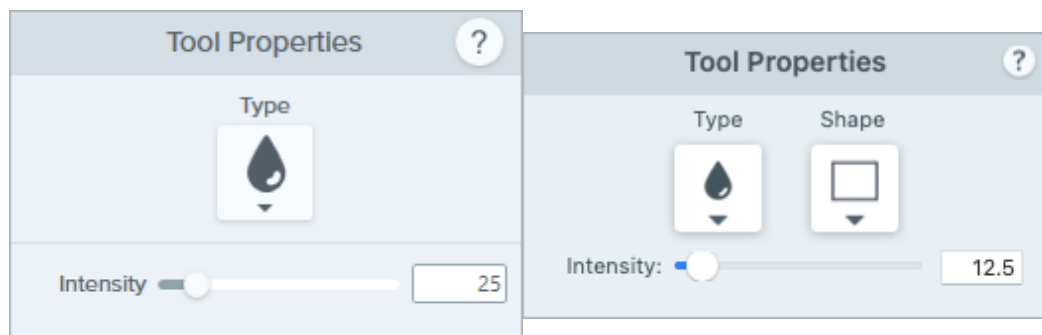 Tool Properties ?
Type
Intensity 25
Tool Properties ?
Type Shape
Intensity: 12.5